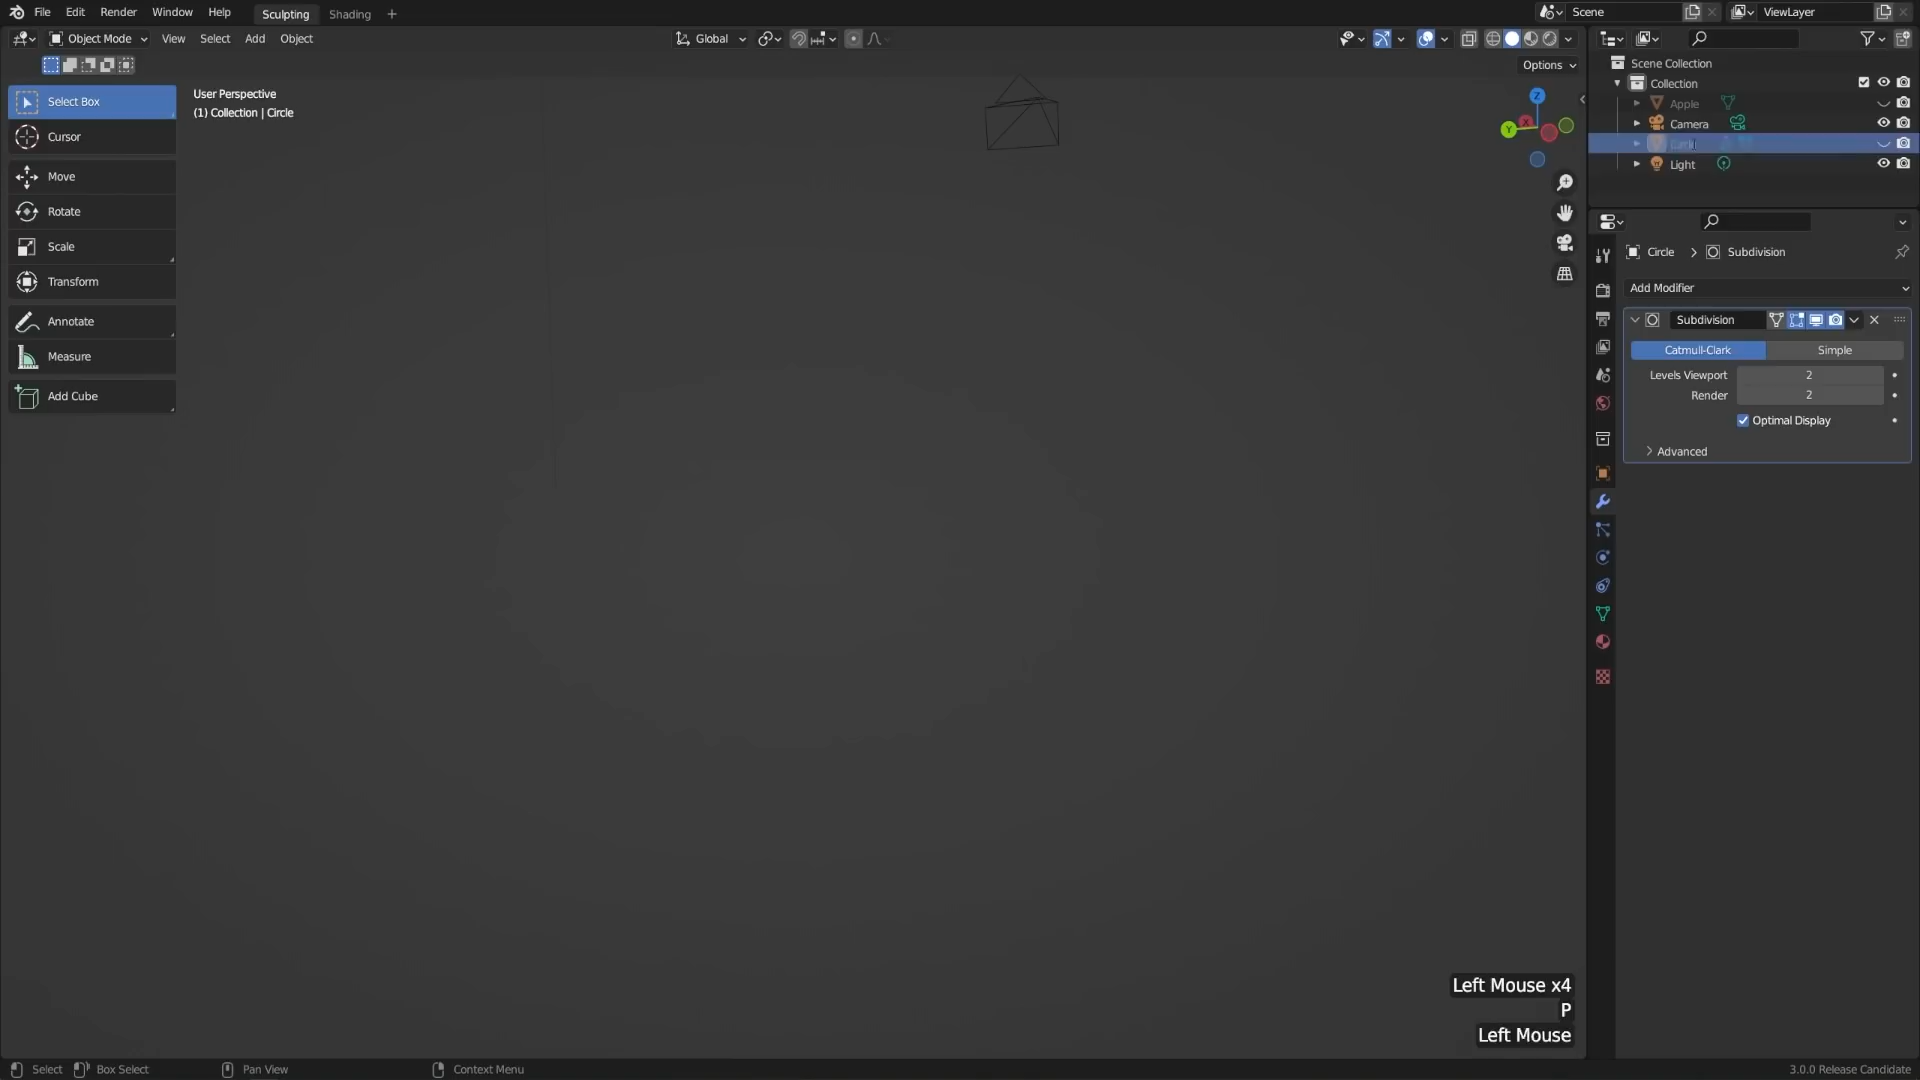 File Edit Render Window Help Sculpting Shading Scene ViewLayer
Object Mode View Select Add Object Global
Options
User Perspective
(1) Collection | Circle
Select Box
Cursor
Move
Rotate
Scale
Transform
Annotate
Measure
Add Cube
Z
Y
X
Scene Collection
Collection
Apple
Camera
Light
Circle Subdivision
Add Modifier
Subdivision
Catmull-Clark Simple
Levels Viewport 2
Render 2
Optimal Display
Advanced
Left Mouse x4
P
Left Mouse
Select Box Select Pan View Context Menu 3.0.0 Release Candidate